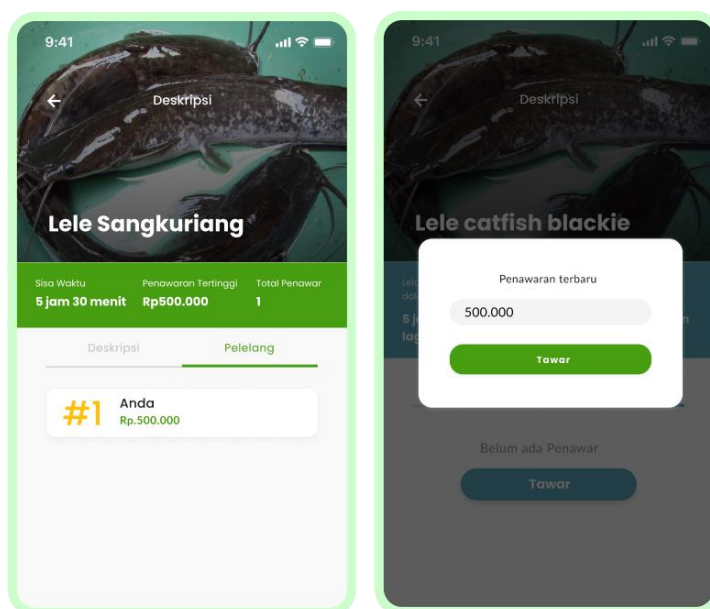 9:41
Deskripsi
Lele Sangkuriang
Sisa Waktu Penawaran Tertinggi Total Penawar
5 jam 30 menit Rp500.000 1
Deskripsi Pelelang
#1 Anda
Rp.500.000
9:41
Deskripsi
Lele catfish blackie
Penawaran terbaru
500.000
Tawar
Belum ada Penawar
Tawar